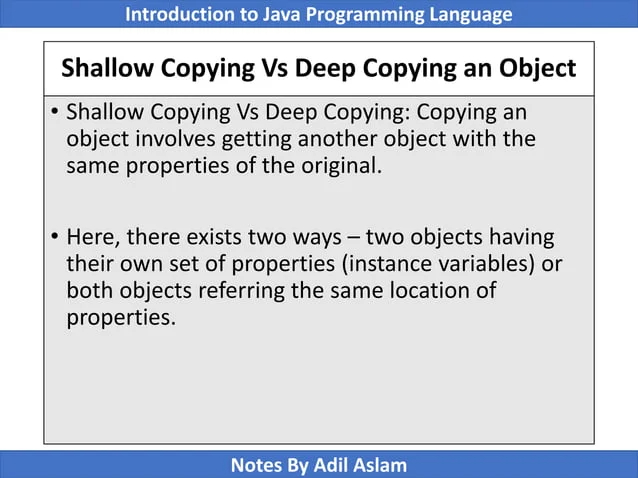 Introduction to Java Programming Language
Shallow Copying Vs Deep Copying an Object
• Shallow Copying Vs Deep Copying: Copying an
object involves getting another object with the
same properties of the original.
• Here, there exists two ways – two objects having
their own set of properties (instance variables) or
both objects referring the same location of
properties.
Notes By Adil Aslam